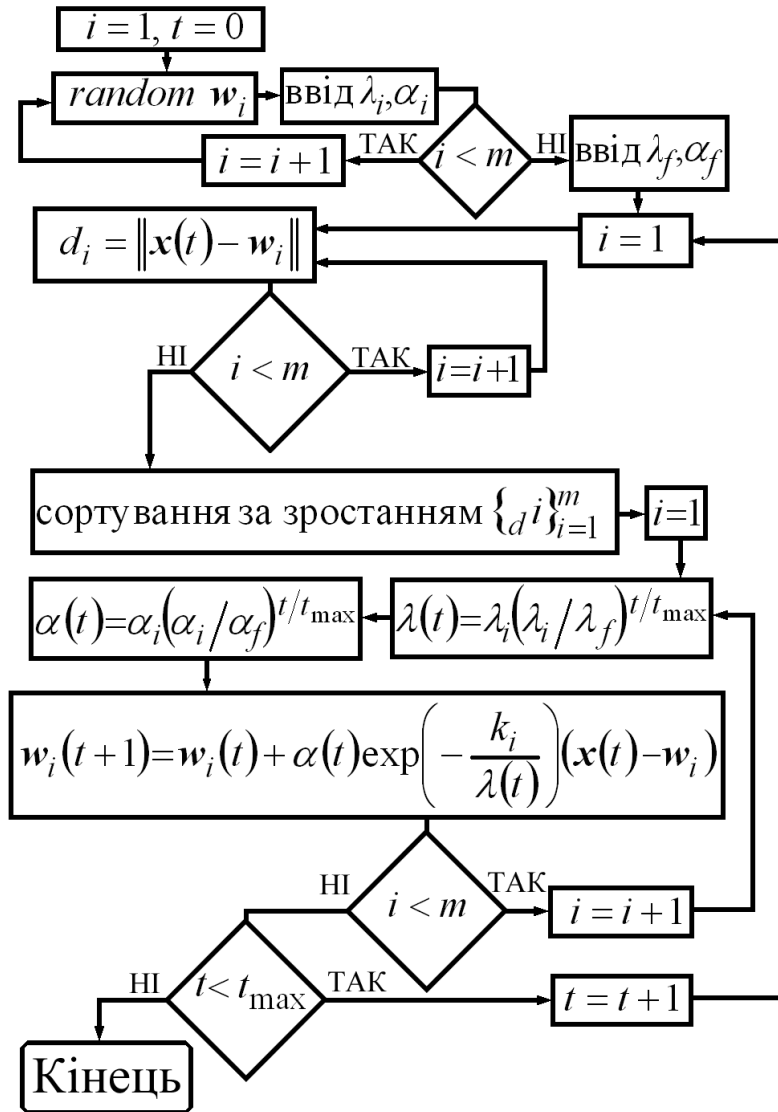 i = 1, t = 0
random w_i
ввід λ_i, α_i
i < m
ТАК
НІ
i = i + 1
ввід λ_f, α_f
i = 1
d_i = ‖x(t) − w_i‖
i < m
НІ
ТАК
i=i+1
сортування за зростанням {_d i}_{i=1}^m
i=1
λ(t)=λ_i(λ_i/λ_f)^{t/t_max}
α(t)=α_i(α_i/α_f)^{t/t_max}
w_i(t+1)=w_i(t)+α(t)exp(−k_i/λ(t))(x(t)−w_i)
i < m
НІ
ТАК
i = i + 1
t < t_max
НІ
ТАК
t = t + 1
Кінець